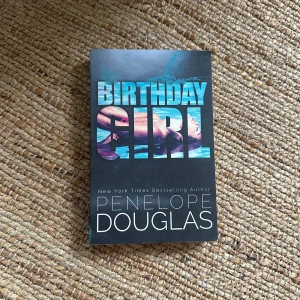 BIRTHDAY
GIRL
New York Times Bestselling Author
PENELOPE
DOUGLAS